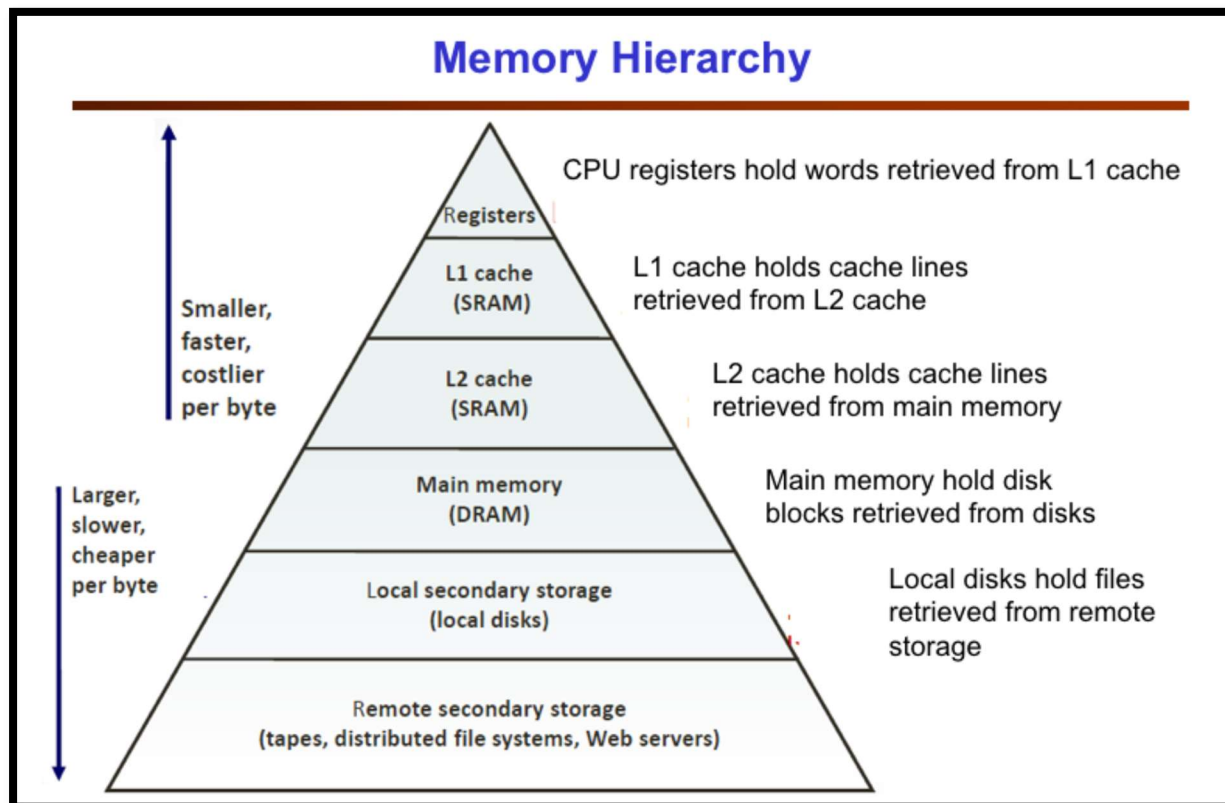 Memory Hierarchy
CPU registers hold words retrieved from L1 cache
Registers
L1 cache
(SRAM)
L1 cache holds cache lines
retrieved from L2 cache
Smaller,
faster,
costlier
per byte
L2 cache
(SRAM)
L2 cache holds cache lines
retrieved from main memory
Larger,
slower,
cheaper
per byte
Main memory
(DRAM)
Main memory hold disk
blocks retrieved from disks
Local secondary storage
(local disks)
Local disks hold files
retrieved from remote
storage
Remote secondary storage
(tapes, distributed file systems, Web servers)